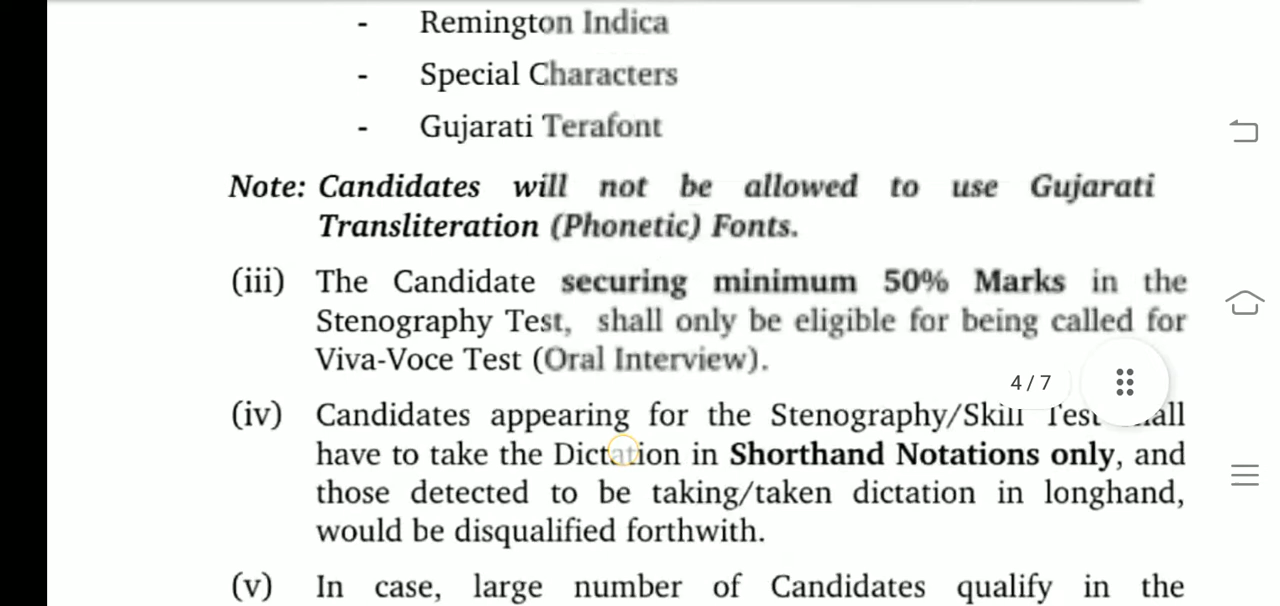 - Remington Indica
- Special Characters
- Gujarati Terafont
Note: Candidates will not be allowed to use Gujarati
Transliteration (Phonetic) Fonts.
(iii) The Candidate securing minimum 50% Marks in the
Stenography Test, shall only be eligible for being called for
Viva-Voce Test (Oral Interview).
4/7
(iv) Candidates appearing for the Stenography/Skill Test
have to take the Dictation in Shorthand Notations only, and
those detected to be taking/taken dictation in longhand,
would be disqualified forthwith.
(v) In case, large number of Candidates qualify in the